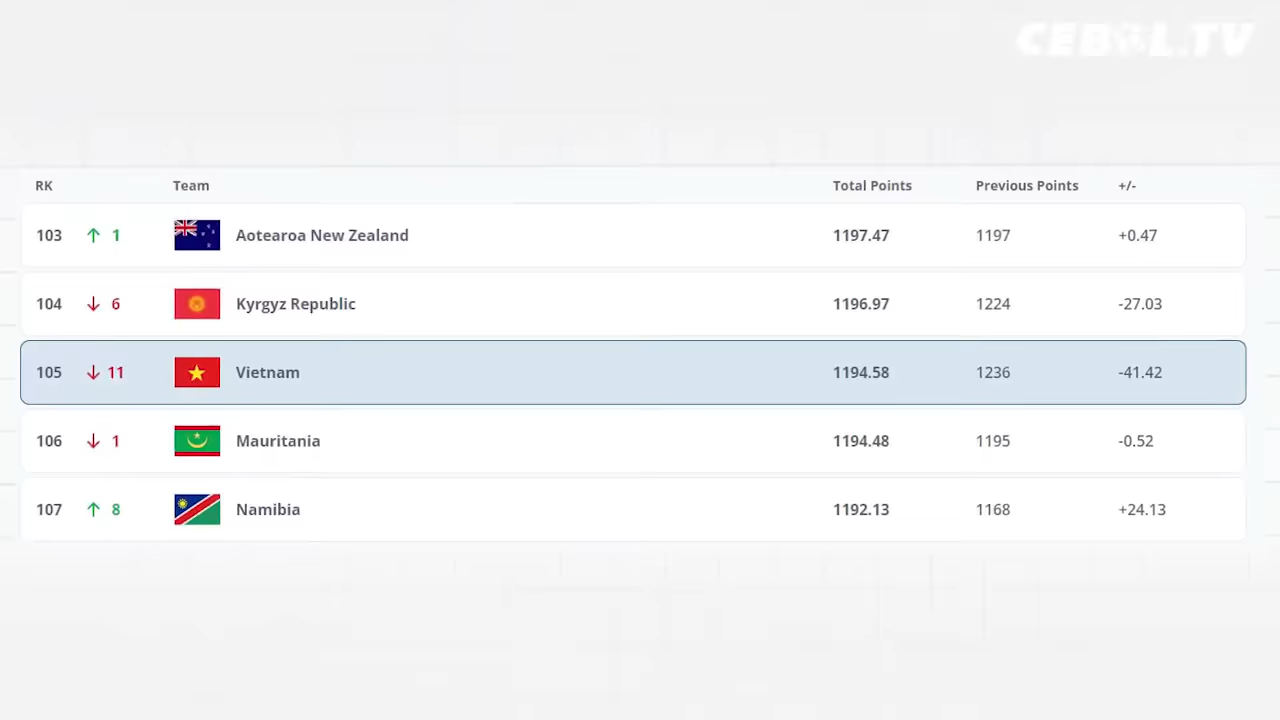 CEBOL.TV
RK Team Total Points Previous Points +/-
103 ↑ 1 Aotearoa New Zealand 1197.47 1197 +0.47
104 ↓ 6 Kyrgyz Republic 1196.97 1224 -27.03
105 ↓ 11 Vietnam 1194.58 1236 -41.42
106 ↓ 1 Mauritania 1194.48 1195 -0.52
107 ↑ 8 Namibia 1192.13 1168 +24.13